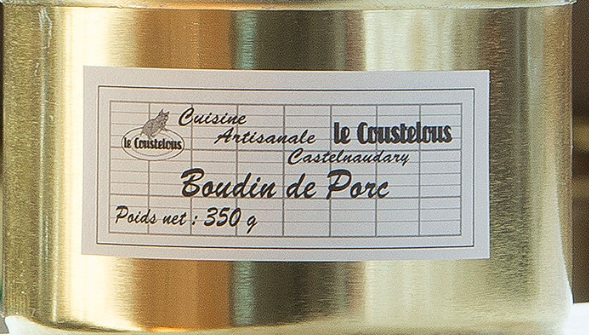 Cuisine
le Coustelous
Artisanale
le Coustelous
Castelnaudary
Boudin de Porc
Poids net : 350 g